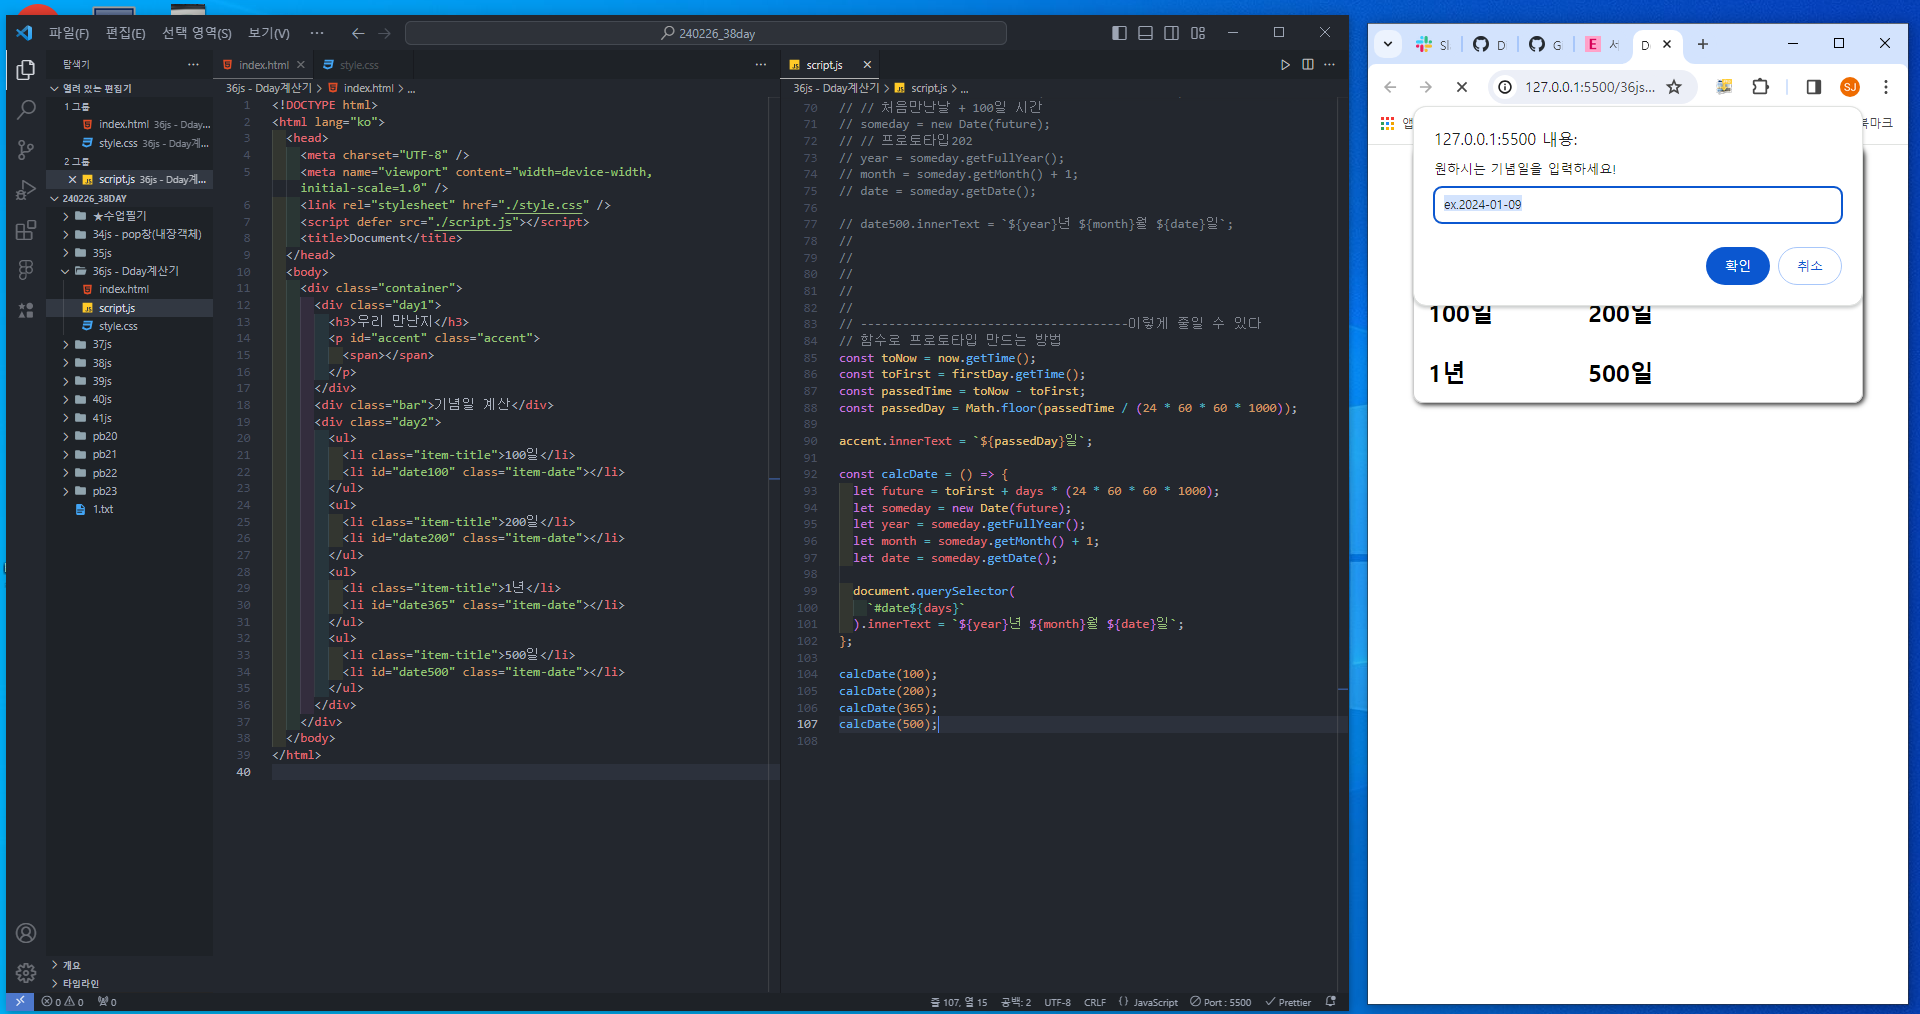 파일(F) 편집(E) 선택 영역(S) 보기(V) ···
240226_38day
탐색기
열려 있는 편집기
1 그룹
index.html 36js - Dday...
style.css 36js - Dday계...
2 그룹
script.js 36js - Dday계...
240226_38DAY
★수업필기
34js - pop창(내장객체)
35js
36js - Dday계산기
index.html
script.js
style.css
37js
38js
39js
40js
41js
pb20
pb21
pb22
pb23
1.txt
개요
타임라인
index.html style.css
36js - Dday계산기 > index.html > ...
1 <!DOCTYPE html>
2 <html lang="ko">
3 <head>
4 <meta charset="UTF-8" />
5 <meta name="viewport" content="width=device-width,
initial-scale=1.0" />
6 <link rel="stylesheet" href="./style.css" />
7 <script defer src="./script.js"></script>
8 <title>Document</title>
9 </head>
10 <body>
11 <div class="container">
12 <div class="day1">
13 <h3>우리 만난지</h3>
14 <p id="accent" class="accent">
15 <span></span>
16 </p>
17 </div>
18 <div class="bar">기념일 계산</div>
19 <div class="day2">
20 <ul>
21 <li class="item-title">100일</li>
22 <li id="date100" class="item-date"></li>
23 </ul>
24 <ul>
25 <li class="item-title">200일</li>
26 <li id="date200" class="item-date"></li>
27 </ul>
28 <ul>
29 <li class="item-title">1년</li>
30 <li id="date365" class="item-date"></li>
31 </ul>
32 <ul>
33 <li class="item-title">500일</li>
34 <li id="date500" class="item-date"></li>
35 </ul>
36 </div>
37 </div>
38 </body>
39 </html>
40
script.js
36js - Dday계산기 > script.js > ...
70 // // 처음만난날 + 100일 시간
71 // someday = new Date(future);
72 // // 프로토타입202
73 // year = someday.getFullYear();
74 // month = someday.getMonth() + 1;
75 // date = someday.getDate();
76
77 // date500.innerText = `${year}년 ${month}월 ${date}일`;
78 //
79 //
80 //
81 //
82 //
83 // --------------------------------------이렇게 줄일 수 있다
84 // 함수로 프로토타입 만드는 방법
85 const toNow = now.getTime();
86 const toFirst = firstDay.getTime();
87 const passedTime = toNow - toFirst;
88 const passedDay = Math.floor(passedTime / (24 * 60 * 60 * 1000));
89
90 accent.innerText = `${passedDay}일`;
91
92 const calcDate = () => {
93 let future = toFirst + days * (24 * 60 * 60 * 1000);
94 let someday = new Date(future);
95 let year = someday.getFullYear();
96 let month = someday.getMonth() + 1;
97 let date = someday.getDate();
98
99 document.querySelector(
100 `#date${days}`
101 ).innerText = `${year}년 ${month}월 ${date}일`;
102 };
103
104 calcDate(100);
105 calcDate(200);
106 calcDate(365);
107 calcDate(500);
108
0 0 0
줄 107, 열 15 공백: 2 UTF-8 CRLF {} JavaScript Port : 5500 Prettier
127.0.0.1:5500/36js... SJ
앱 북마크
127.0.0.1:5500 내용:
원하시는 기념일을 입력하세요!
ex.2024-01-09
확인 취소
100일 200일
1년 500일